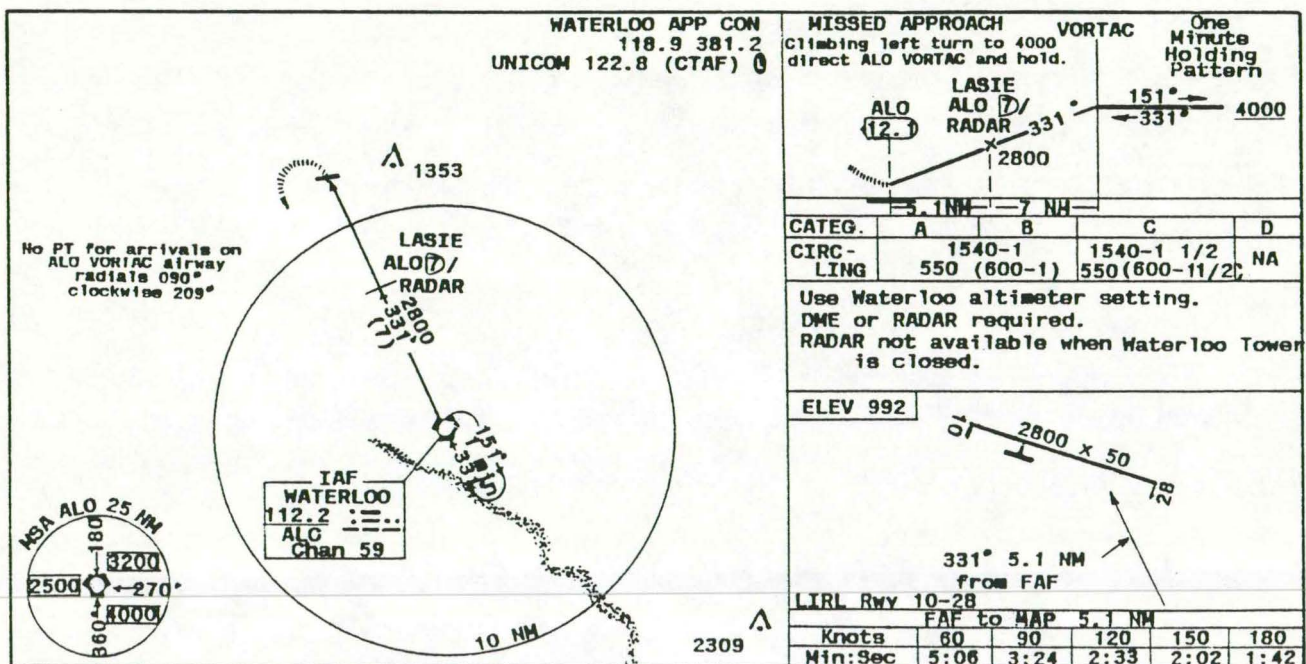 WATERLOO APP CON
118.9 381.2
UNICOM 122.8 (CTAF) L
1353
No PT for arrivals on
ALO VORTAC airway
radials 090°
clockwise 209°
LASIE
ALO 7/
RADAR
2800
331°
(7)
151°
1 min
331°
IAF
WATERLOO
112.2
ALO
Chan 59
MSA ALO 25 NM
180
3200
2500
270°
4000
360
10 NM
2309
MISSED APPROACH
Climbing left turn to 4000
direct ALO VORTAC and hold.
VORTAC
One
Minute
Holding
Pattern
LASIE
ALO 7/
RADAR
ALO
12.1
331°
2800
151°
331°
4000
5.1NM 7 NM
CATEG. A B C D
CIRC-
LING
1540-1
550 (600-1)
1540-1 1/2
550(600-11/2)
NA
Use Waterloo altimeter setting.
DME or RADAR required.
RADAR not available when Waterloo Tower
is closed.
ELEV 992
10
2800 x 50
28
331° 5.1 NM
from FAF
LIRL Rwy 10-28
FAF to MAP 5.1 NM
Knots 60 90 120 150 180
Min:Sec 5:06 3:24 2:33 2:02 1:42